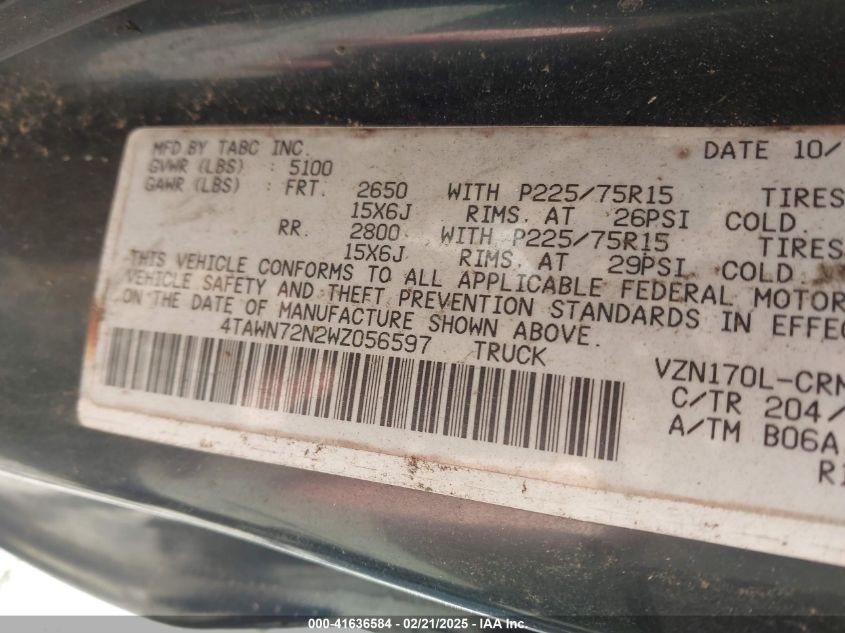 MFD BY TABC INC. DATE 10/
GVWR (LBS) : 5100
GAWR (LBS) : FRT. 2650 WITH P225/75R15 TIRES
15X6J RIMS. AT 26PSI COLD.
RR. 2800 WITH P225/75R15 TIRES
15X6J RIMS. AT 29PSI COLD
THIS VEHICLE CONFORMS TO ALL APPLICABLE FEDERAL MOTOR
VEHICLE SAFETY AND THEFT PREVENTION STANDARDS IN EFFEC
ON THE DATE OF MANUFACTURE SHOWN ABOVE.
4TAWN72N2WZ056597 TRUCK
VZN170L-CRM
C/TR 204/
A/TM B06A
RI
000-41636584 / 02/21/2025 - IAA Inc.